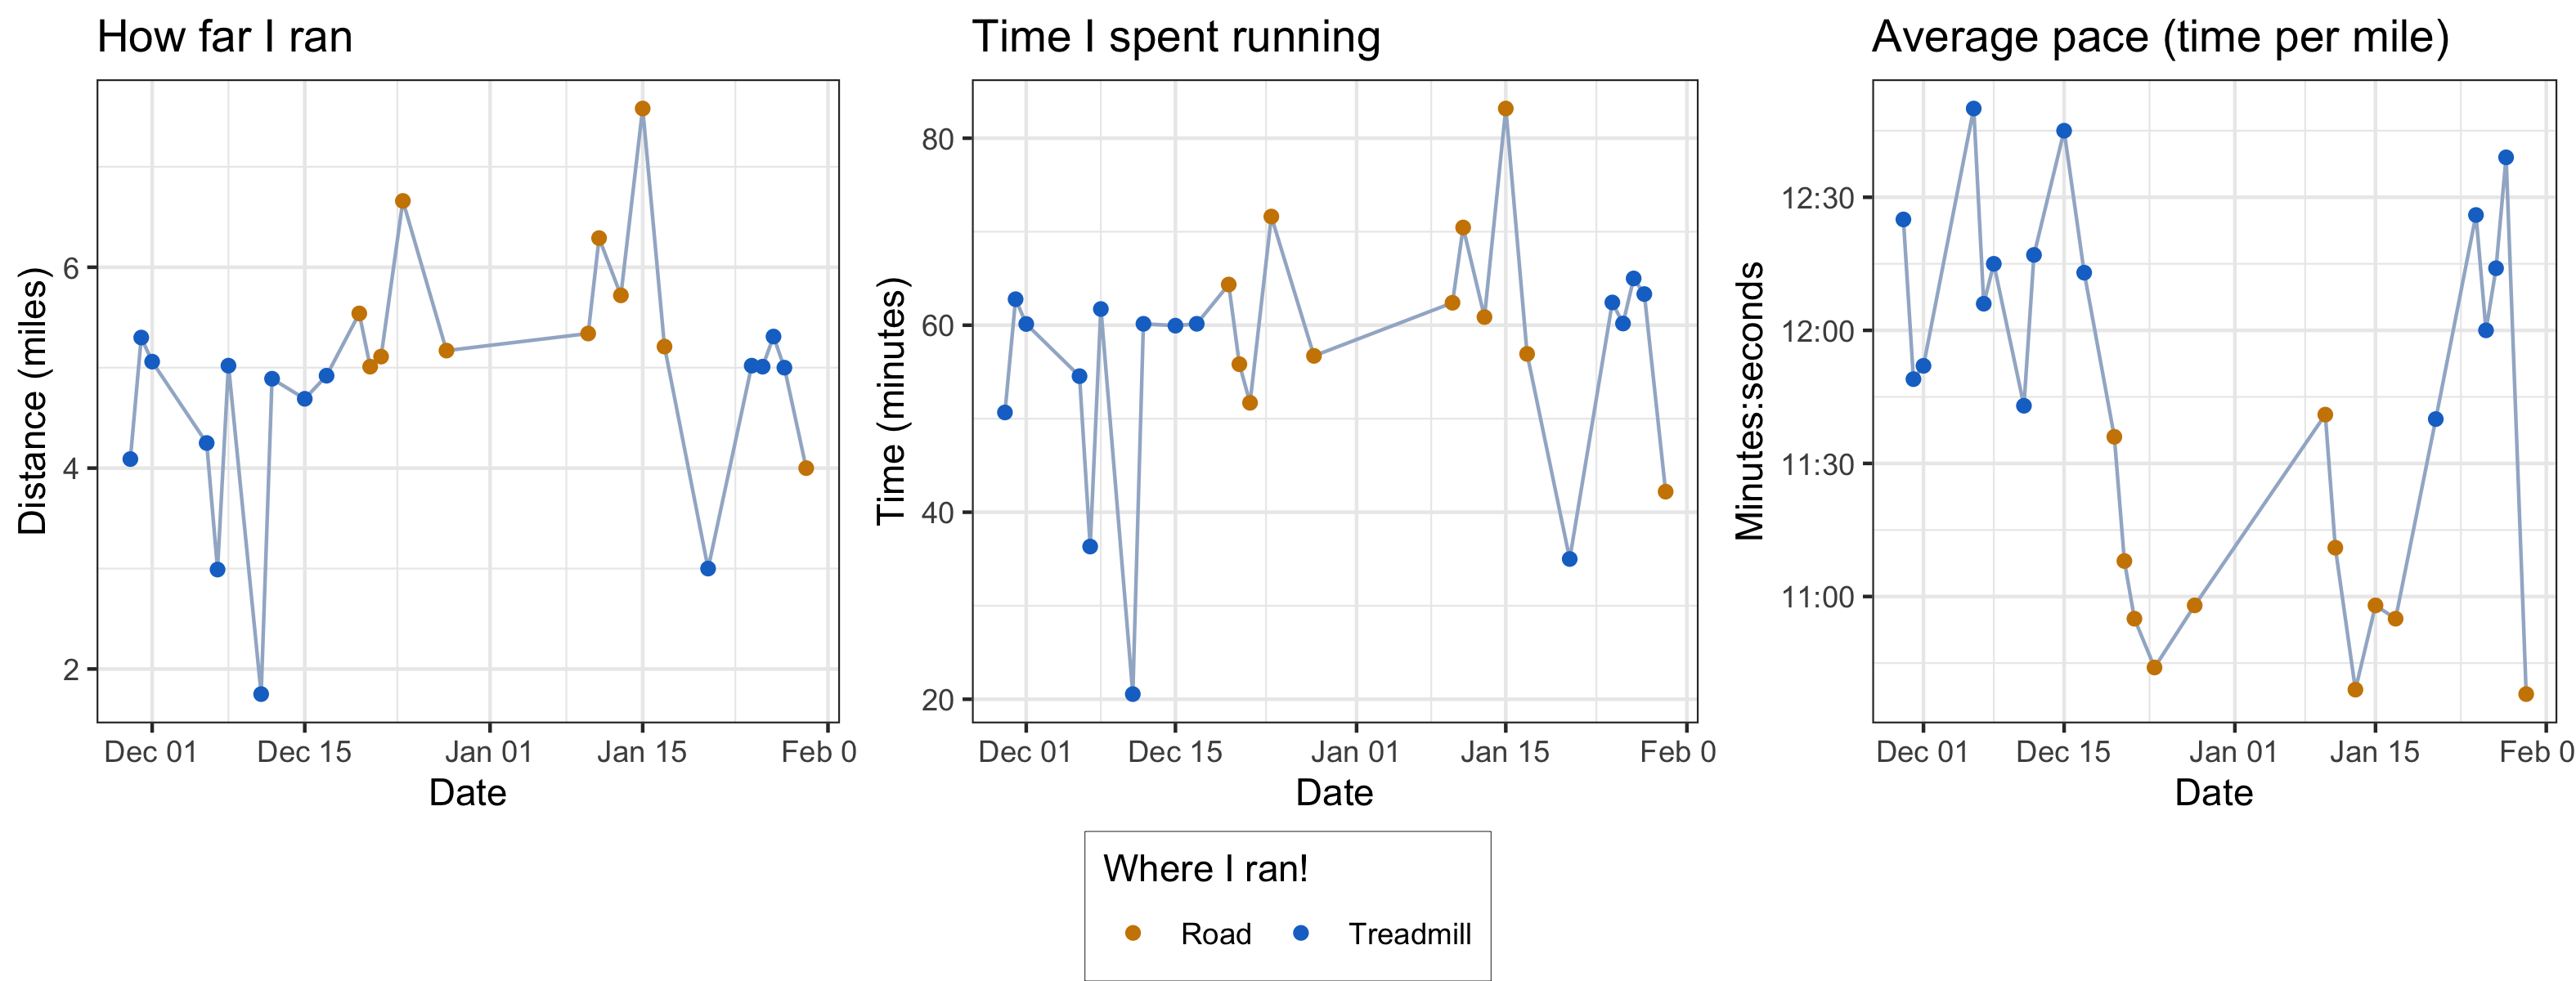 How far I ran
Distance (miles)
6
4
2
Dec 01 Dec 15 Jan 01 Jan 15 Feb 0
Date
Time I spent running
Time (minutes)
80
60
40
20
Dec 01 Dec 15 Jan 01 Jan 15 Feb 0
Date
Average pace (time per mile)
Minutes:seconds
12:30
12:00
11:30
11:00
Dec 01 Dec 15 Jan 01 Jan 15 Feb 0
Date
Where I ran!
Road Treadmill